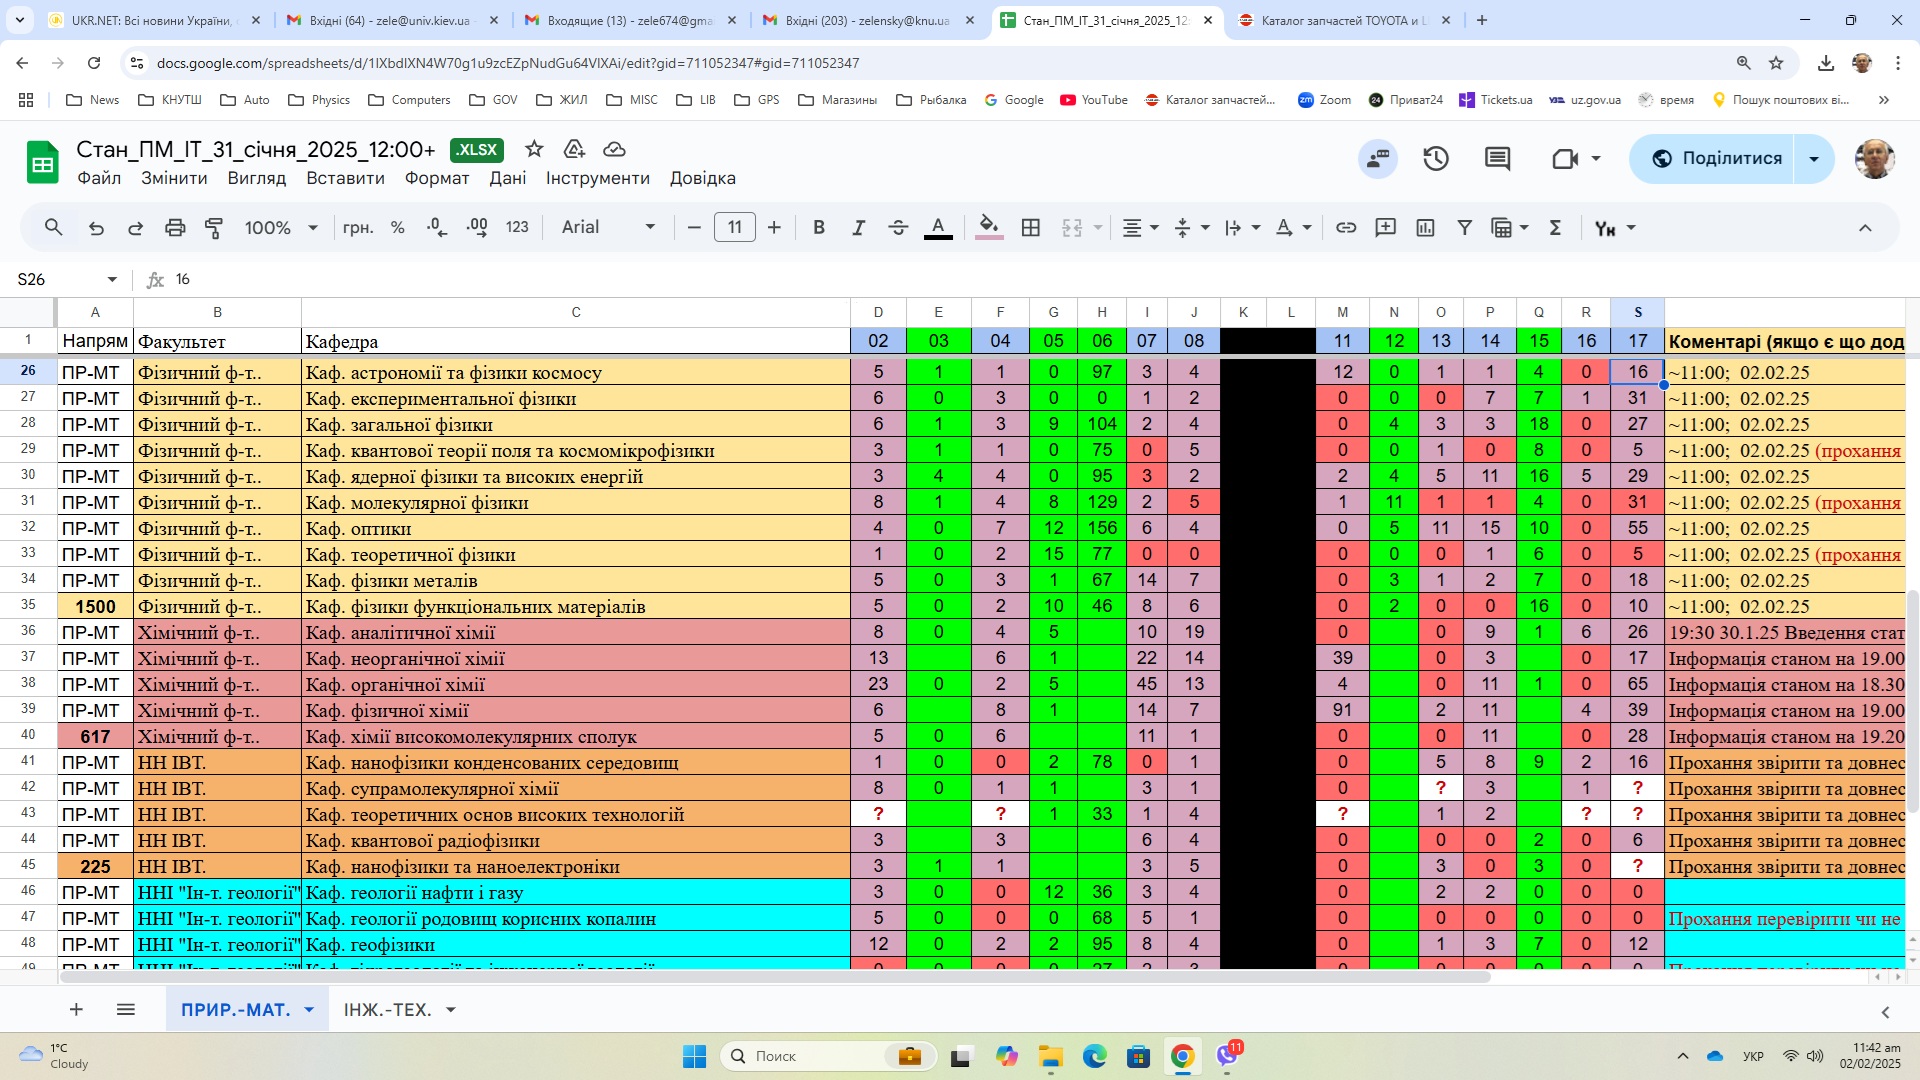 UKR.NET: Всі новини України,
Вхідні (64) - zele@univ.kiev.ua
Входящие (13) - zele674@gma
Вхідні (203) - zelensky@knu.ua
Стан_ПМ_ІТ_31_січня_2025_12:
Каталог запчастей TOYOTA и L
docs.google.com/spreadsheets/d/1IXbdIXN4W70g1u9zcEZpNudGu64VlXAi/edit?gid=711052347#gid=711052347
News КНУТШ Auto Physics Computers GOV ЖИЛ MISC LIB GPS Магазины Рыбалка Google YouTube Каталог запчастей... Zoom Приват24 Tickets.ua uz.gov.ua время Пошук поштових ві...
Стан_ПМ_ІТ_31_січня_2025_12:00+ .XLSX
Файл Змінити Вигляд Вставити Формат Дані Інструменти Довідка
Поділитися
100% грн. % .0 .00 123 Arial 11
S26 fx 16
A B C D E F G H I J K L M N O P Q R S
1 Напрям Факультет Кафедра 02 03 04 05 06 07 08 11 12 13 14 15 16 17 Коментарі (якщо є що дод
26 ПР-МТ Фізичний ф-т.. Каф. астрономії та фізики космосу 5 1 1 0 97 3 4 12 0 1 1 4 0 16 ~11:00; 02.02.25
27 ПР-МТ Фізичний ф-т.. Каф. експериментальної фізики 6 0 3 0 0 1 2 0 0 0 7 7 1 31 ~11:00; 02.02.25
28 ПР-МТ Фізичний ф-т.. Каф. загальної фізики 6 1 3 9 104 2 4 0 4 3 3 18 0 27 ~11:00; 02.02.25
29 ПР-МТ Фізичний ф-т.. Каф. квантової теорії поля та космомікрофізики 3 1 1 0 75 0 5 0 0 1 0 8 0 5 ~11:00; 02.02.25 (прохання
30 ПР-МТ Фізичний ф-т.. Каф. ядерної фізики та високих енергій 3 4 4 0 95 3 2 2 4 5 11 16 5 29 ~11:00; 02.02.25
31 ПР-МТ Фізичний ф-т.. Каф. молекулярної фізики 8 1 4 8 129 2 5 1 11 1 1 4 0 31 ~11:00; 02.02.25 (прохання
32 ПР-МТ Фізичний ф-т.. Каф. оптики 4 0 7 12 156 6 4 0 5 11 15 10 0 55 ~11:00; 02.02.25
33 ПР-МТ Фізичний ф-т.. Каф. теоретичної фізики 1 0 2 15 77 0 0 0 0 0 1 6 0 5 ~11:00; 02.02.25 (прохання
34 ПР-МТ Фізичний ф-т.. Каф. фізики металів 5 0 3 1 67 14 7 0 3 1 2 7 0 18 ~11:00; 02.02.25
35 1500 Фізичний ф-т.. Каф. фізики функціональних матеріалів 5 0 2 10 46 8 6 0 2 0 0 16 0 10 ~11:00; 02.02.25
36 ПР-МТ Хімічний ф-т.. Каф. аналітичної хімії 8 0 4 5 10 19 0 0 9 1 6 26 19:30 30.1.25 Введення стат
37 ПР-МТ Хімічний ф-т.. Каф. неорганічної хімії 13 6 1 22 14 39 0 3 0 17 Інформація станом на 19.00
38 ПР-МТ Хімічний ф-т.. Каф. органічної хімії 23 0 2 5 45 13 4 0 11 1 0 65 Інформація станом на 18.30
39 ПР-МТ Хімічний ф-т.. Каф. фізичної хімії 6 8 1 14 7 91 2 11 4 39 Інформація станом на 19.00
40 617 Хімічний ф-т.. Каф. хімії високомолекулярних сполук 5 0 6 11 1 0 0 11 0 28 Інформація станом на 19.20
41 ПР-МТ НН ІВТ. Каф. нанофізики конденсованих середовищ 1 0 0 2 78 0 1 0 5 8 9 2 16 Прохання звірити та довнес
42 ПР-МТ НН ІВТ. Каф. супрамолекулярної хімії 8 0 1 1 3 1 0 ? 3 1 ? Прохання звірити та довнес
43 ПР-МТ НН ІВТ. Каф. теоретичних основ високих технологій ? ? 1 33 1 4 ? 1 2 ? ? Прохання звірити та довнес
44 ПР-МТ НН ІВТ. Каф. квантової радіофізики 3 3 6 4 0 0 0 2 0 6 Прохання звірити та довнес
45 225 НН ІВТ. Каф. нанофізики та наноелектроніки 3 1 1 3 5 0 3 0 3 0 ? Прохання звірити та довнес
46 ПР-МТ ННІ "Ін-т. геології" Каф. геології нафти і газу 3 0 0 12 36 3 4 0 2 2 0 0 0
47 ПР-МТ ННІ "Ін-т. геології" Каф. геології родовищ корисних копалин 5 0 0 0 68 5 1 0 0 0 0 0 0 Прохання перевірити чи не
48 ПР-МТ ННІ "Ін-т. геології" Каф. геофізики 12 0 2 2 95 8 4 0 1 3 7 0 12
ПРИР.-МАТ. ІНЖ.-ТЕХ.
1°C
Cloudy
Поиск
11
УКР
11:42 am
02/02/2025